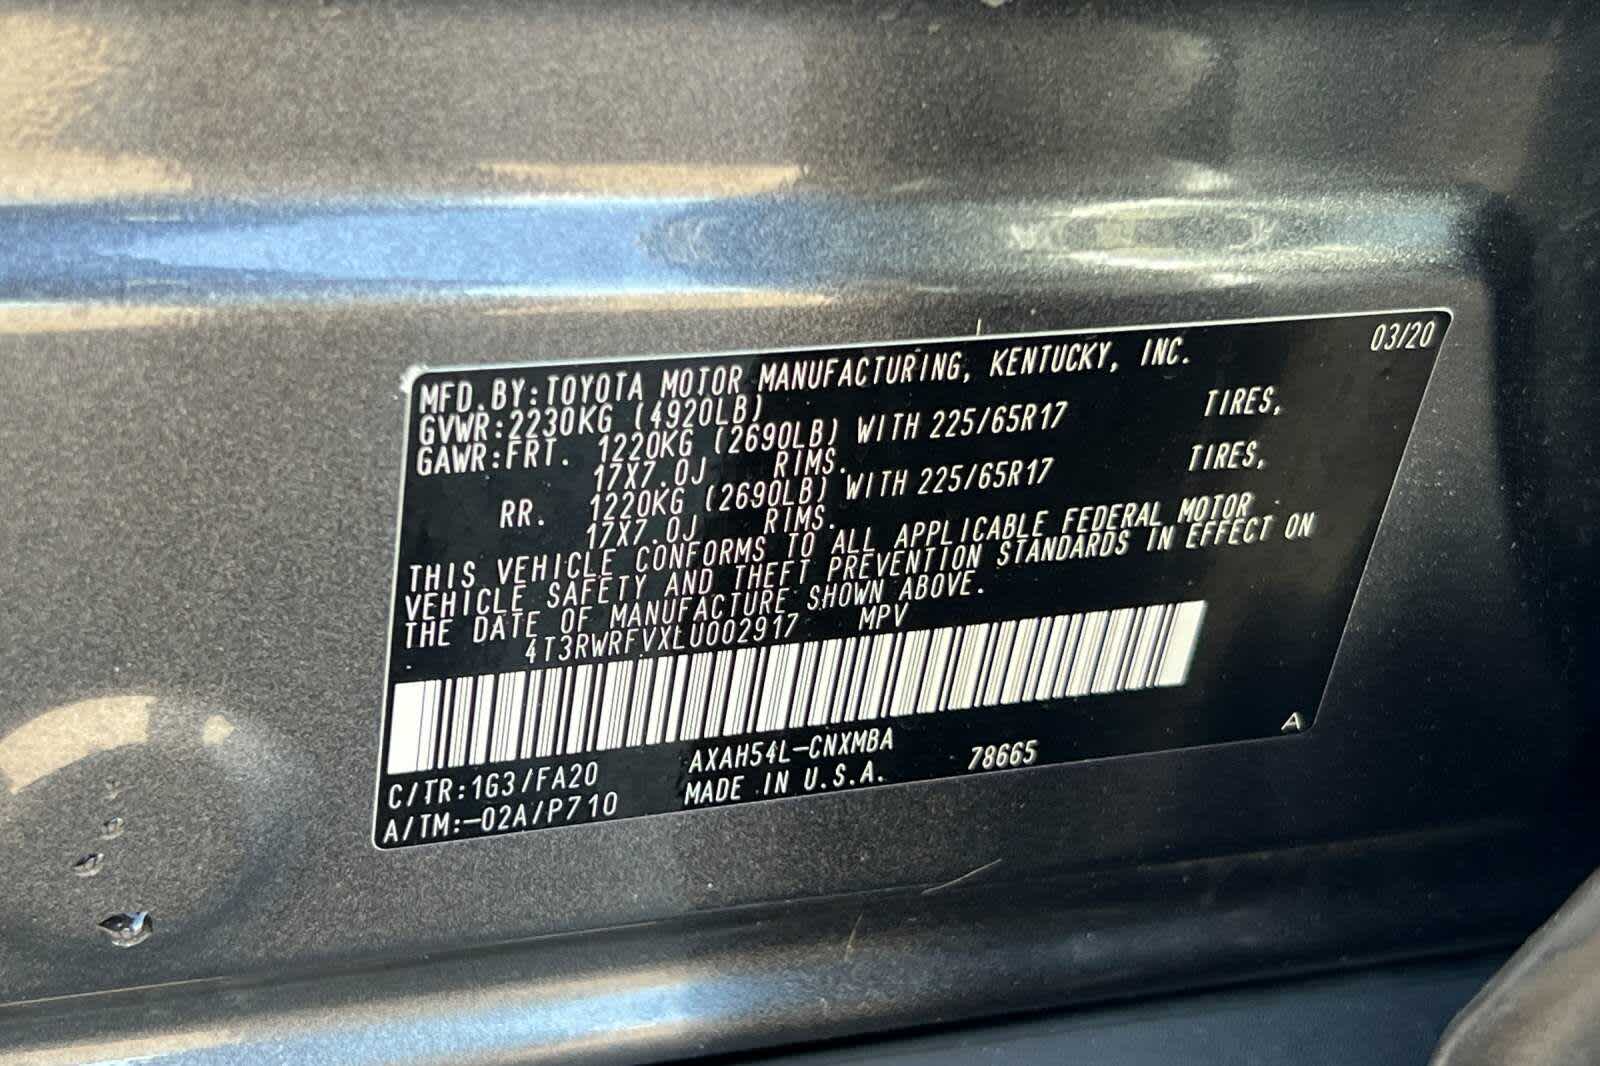 03/20
MFD.BY:TOYOTA MOTOR MANUFACTURING, KENTUCKY, INC.
GVWR:2230KG (4920LB)
GAWR:FRT. 1220KG (2690LB) WITH 225/65R17 TIRES,
17X7.0J RIMS.
RR. 1220KG (2690LB) WITH 225/65R17 TIRES,
17X7.0J RIMS.
THIS VEHICLE CONFORMS TO ALL APPLICABLE FEDERAL MOTOR
VEHICLE SAFETY AND THEFT PREVENTION STANDARDS IN EFFECT ON
THE DATE OF MANUFACTURE SHOWN ABOVE.
4T3RWRFVXLU002917 MPV
C/TR:1G3/FA20 AXAH54L-CNXMBA A
A/TM:-02A/P710 MADE IN U.S.A. 78665